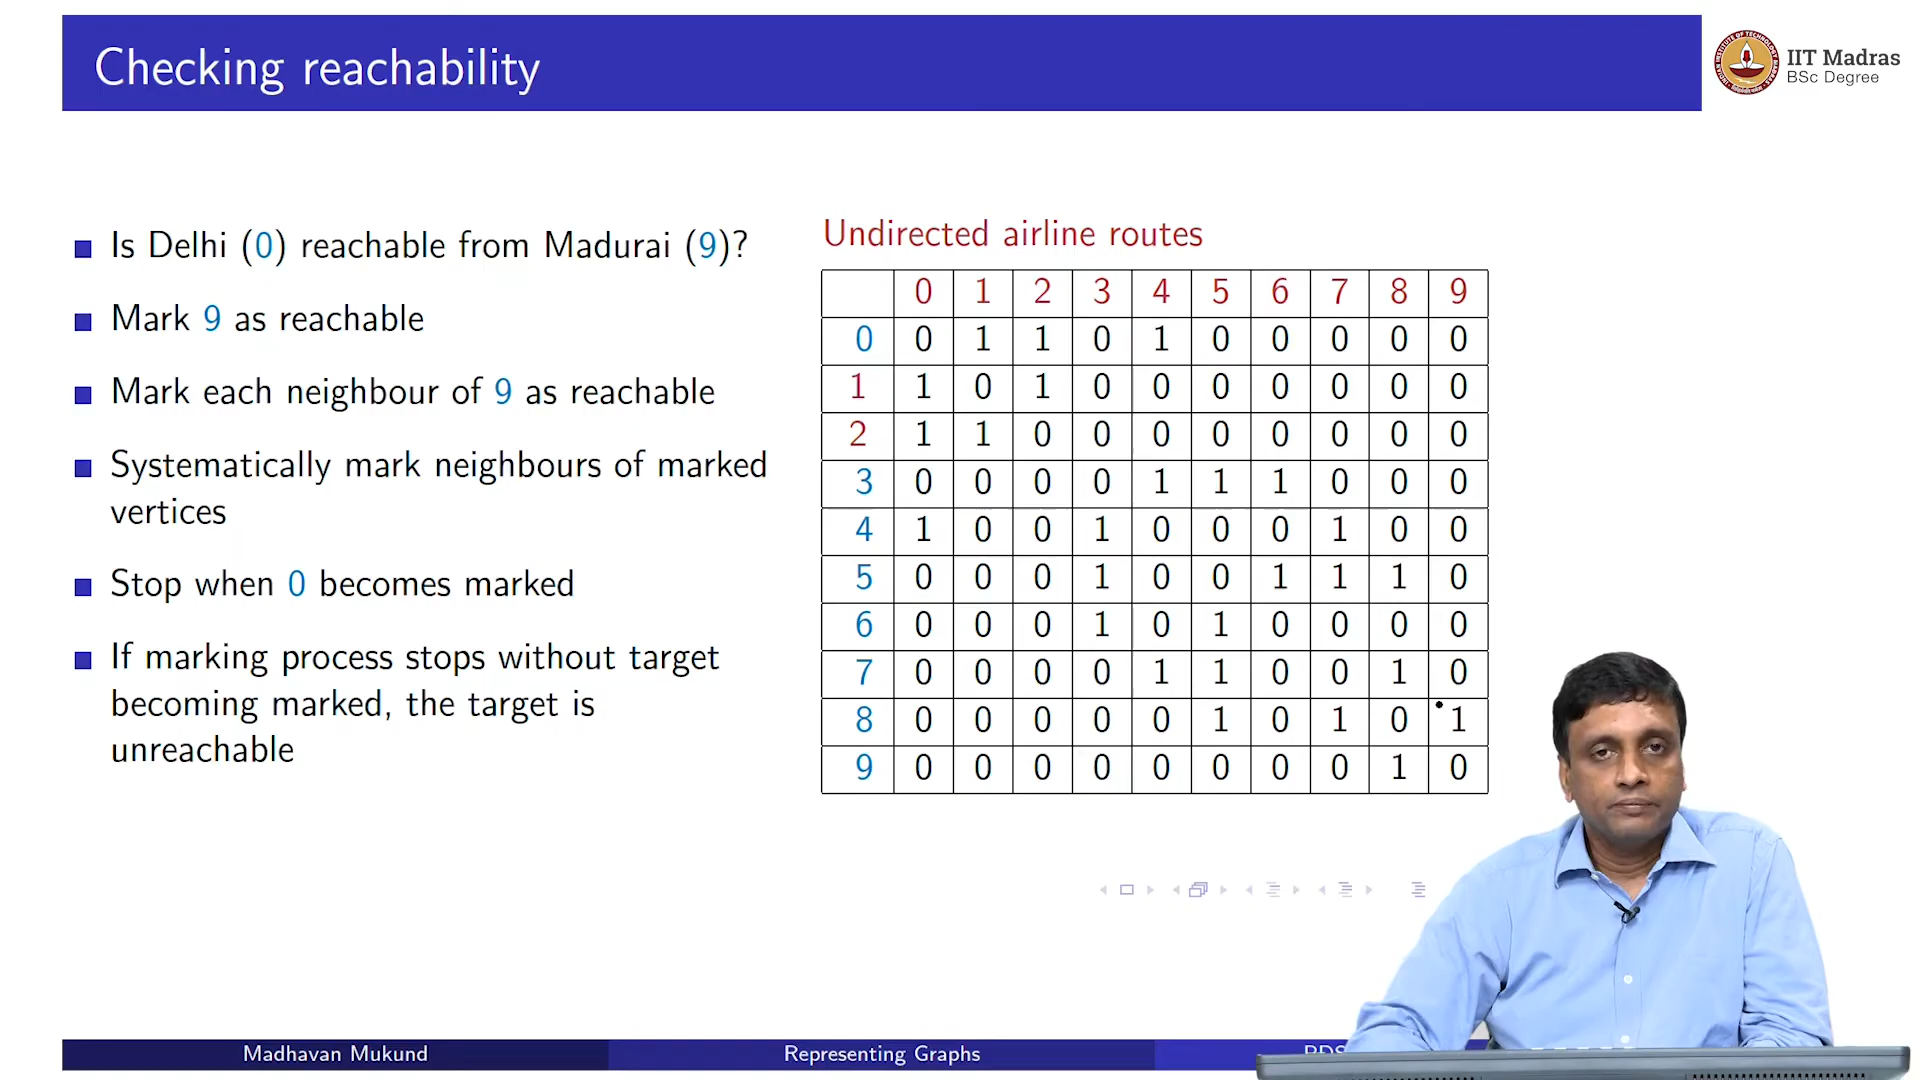 Checking reachability
IIT Madras
BSc Degree
Is Delhi (0) reachable from Madurai (9)?
Mark 9 as reachable
Mark each neighbour of 9 as reachable
Systematically mark neighbours of marked
vertices
Stop when 0 becomes marked
If marking process stops without target
becoming marked, the target is
unreachable
Undirected airline routes
0 1 2 3 4 5 6 7 8 9
0 0 1 1 0 1 0 0 0 0 0
1 1 0 1 0 0 0 0 0 0 0
2 1 1 0 0 0 0 0 0 0 0
3 0 0 0 0 1 1 1 0 0 0
4 1 0 0 1 0 0 0 1 0 0
5 0 0 0 1 0 0 1 1 1 0
6 0 0 0 1 0 1 0 0 0 0
7 0 0 0 0 1 1 0 0 1 0
8 0 0 0 0 0 1 0 1 0 1
9 0 0 0 0 0 0 0 0 1 0
Madhavan Mukund
Representing Graphs